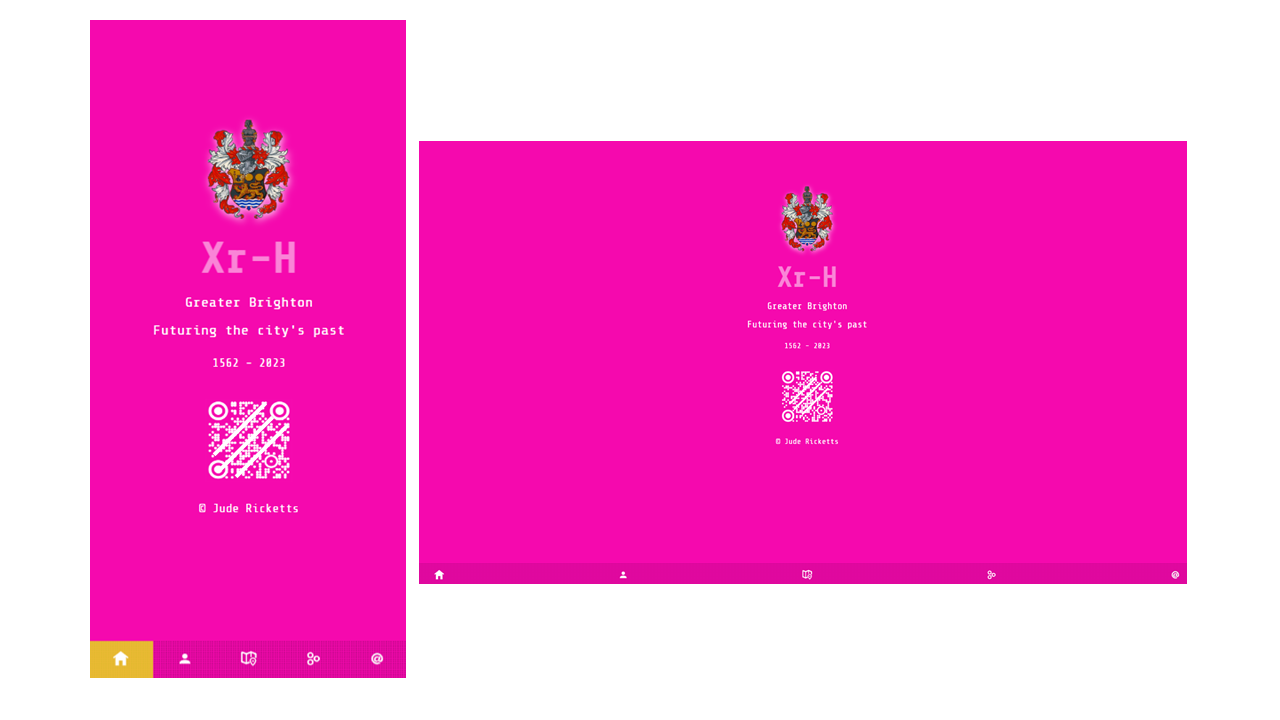 Xr-H
Greater Brighton
Futuring the city's past
1562 - 2023
© Jude Ricketts
@
Xr-H
Greater Brighton
Futuring the city's past
1562 - 2023
© Jude Ricketts
@